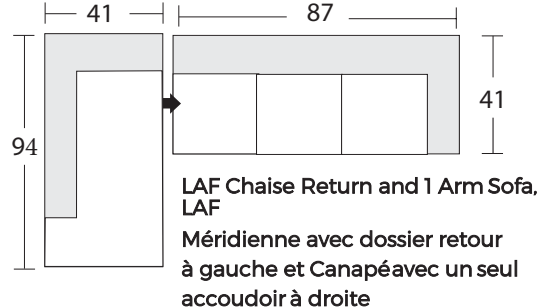 41
87
94
41
LAF Chaise Return and 1 Arm Sofa,
LAF
Méridienne avec dossier retour
à gauche et Canapéavec un seul
accoudoir à droite